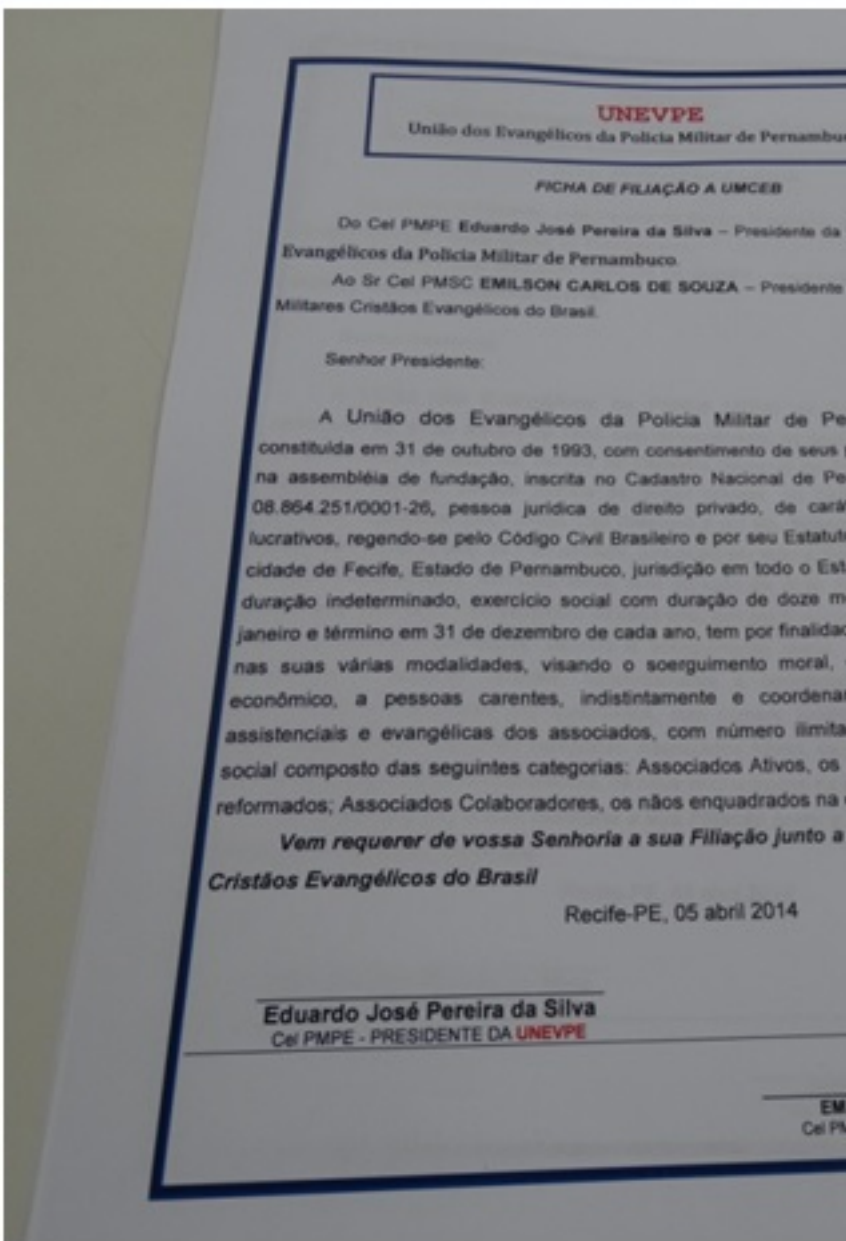 UNEVPE
União dos Evangélicos da Policia Militar de Pernambuc
FICHA DE FILIAÇÃO A UMCEB
Do Cel PMPE Eduardo José Pereira da Silva – Presidente da
Evangélicos da Policia Militar de Pernambuco.
Ao Sr Cel PMSC EMILSON CARLOS DE SOUZA – Presidente
Militares Cristãos Evangélicos do Brasil.
Senhor Presidente:
A União dos Evangélicos da Policia Militar de Pe
constituída em 31 de outubro de 1993, com consentimento de seus
na assembléia de fundação, inscrita no Cadastro Nacional de Pe
08.864.251/0001-26, pessoa jurídica de direito privado, de cará
lucrativos, regendo-se pelo Código Civil Brasileiro e por seu Estatut
cidade de Fecife, Estado de Pernambuco, jurisdição em todo o Est
duração indeterminado, exercício social com duração de doze m
janeiro e término em 31 de dezembro de cada ano, tem por finalidad
nas suas várias modalidades, visando o soerguimento moral,
econômico, a pessoas carentes, indistintamente e coordena
assistenciais e evangélicas dos associados, com número ilimita
social composto das seguintes categorias: Associados Ativos, os
reformados; Associados Colaboradores, os nãos enquadrados na
Vem requerer de vossa Senhoria a sua Filiação junto a
Cristãos Evangélicos do Brasil
Recife-PE, 05 abril 2014
Eduardo José Pereira da Silva
Cel PMPE - PRESIDENTE DA UNEVPE
EM
Cel PM